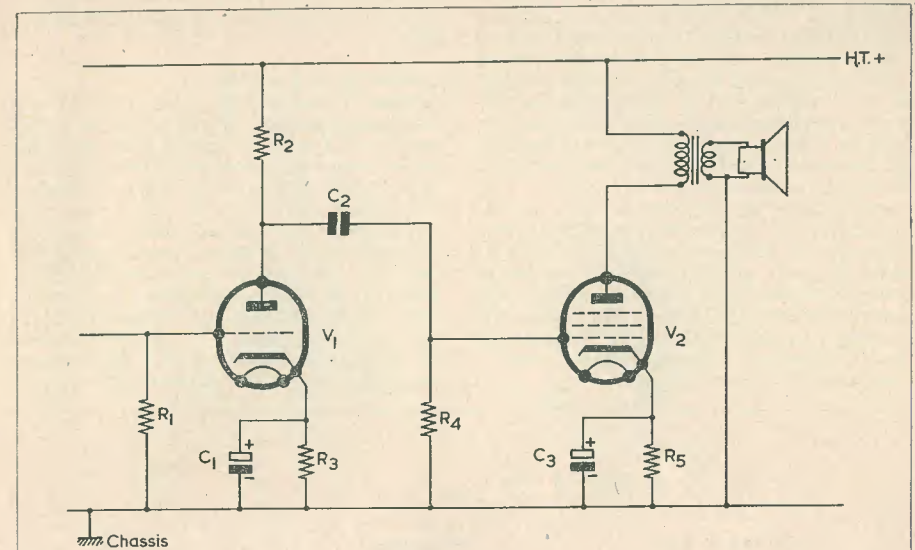 H.T.+
R2
C2
V1
V2
R1
C1
+
-
R3
R4
C3
+
-
R5
Chassis